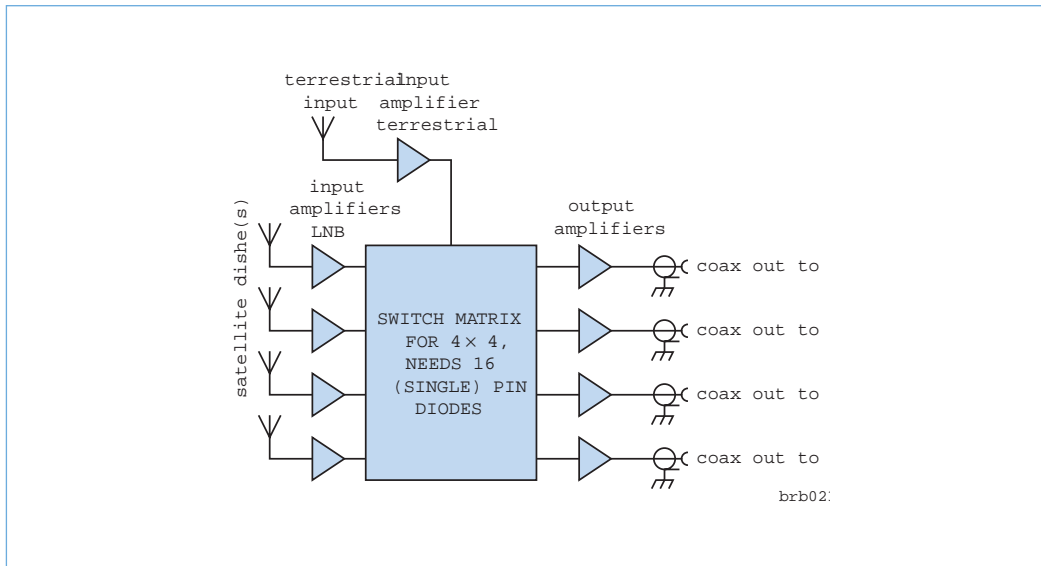 terrestrial
input
input
amplifier
terrestrial
satellite dishe(s)
input
amplifiers
LNB
output
amplifiers
SWITCH MATRIX
FOR 4 × 4,
NEEDS 16
(SINGLE) PIN
DIODES
coax out to
coax out to
coax out to
coax out to